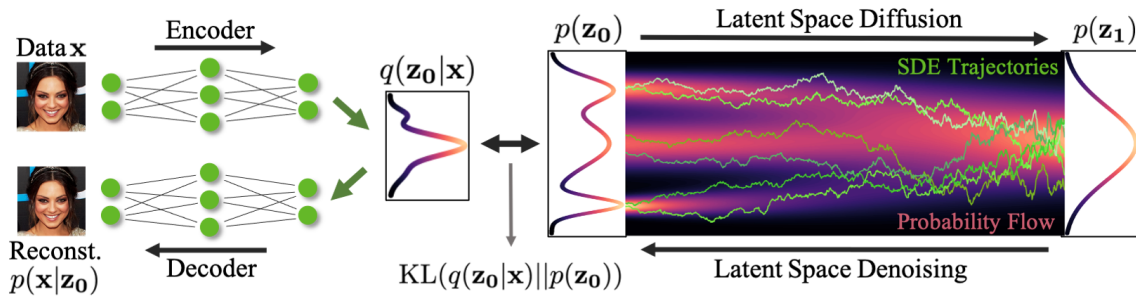 Data x
Encoder
q(z₀|x)
p(z₀)
Latent Space Diffusion
p(z₁)
SDE Trajectories
Probability Flow
Reconst.
p(x|z₀)
Decoder
KL(q(z₀|x)||p(z₀))
Latent Space Denoising